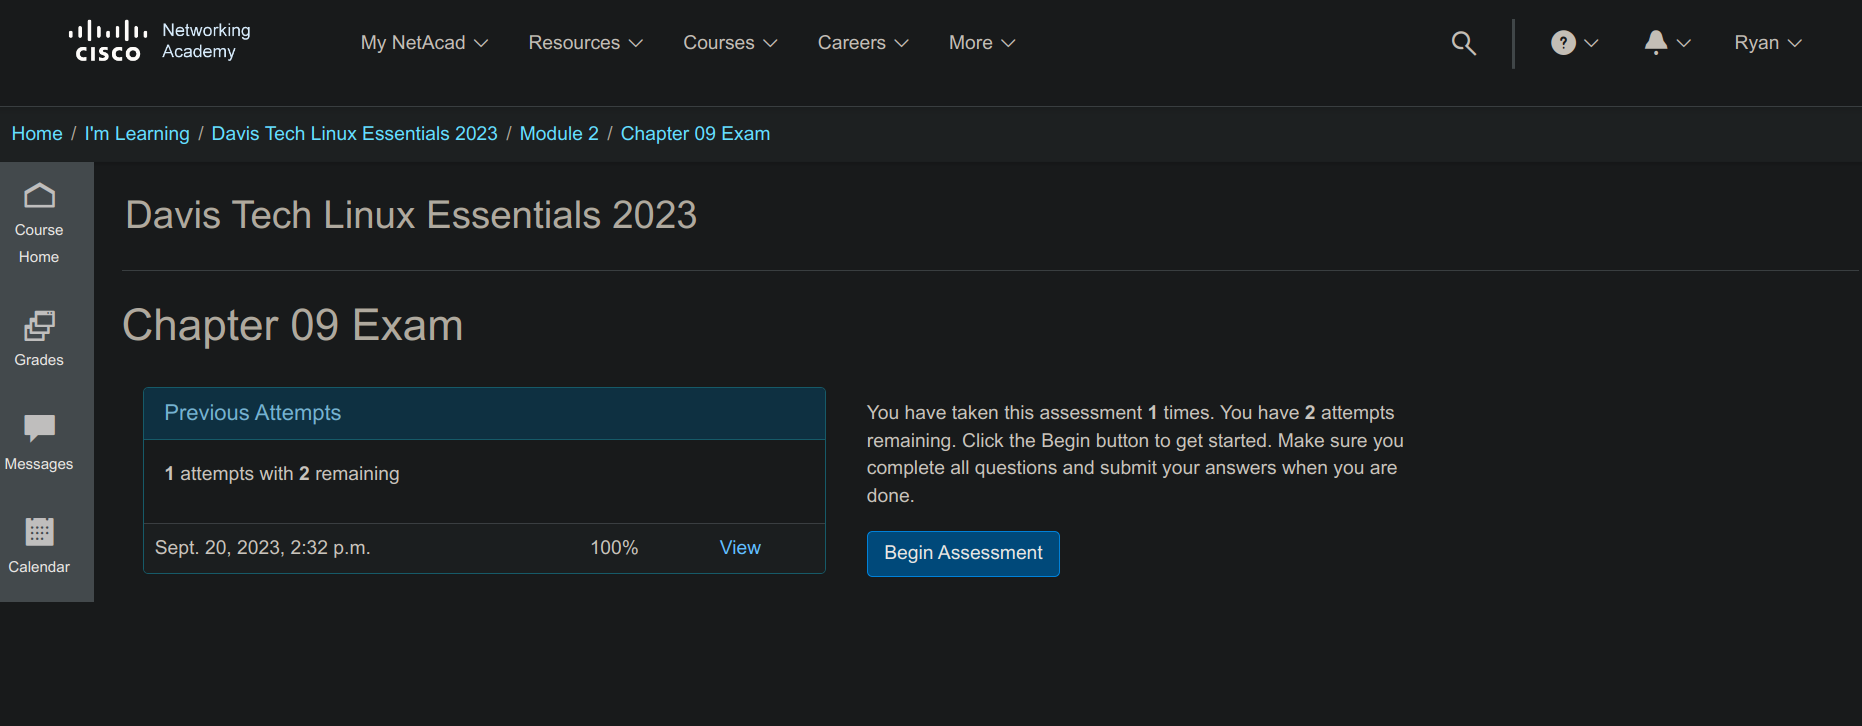 CISCO Networking Academy
My NetAcad Resources Courses Careers More ? Ryan
Home / I'm Learning / Davis Tech Linux Essentials 2023 / Module 2 / Chapter 09 Exam
Course
Home
Grades
Messages
Calendar
Davis Tech Linux Essentials 2023
Chapter 09 Exam
Previous Attempts
1 attempts with 2 remaining
Sept. 20, 2023, 2:32 p.m. 100% View
You have taken this assessment 1 times. You have 2 attempts
remaining. Click the Begin button to get started. Make sure you
complete all questions and submit your answers when you are
done.
Begin Assessment